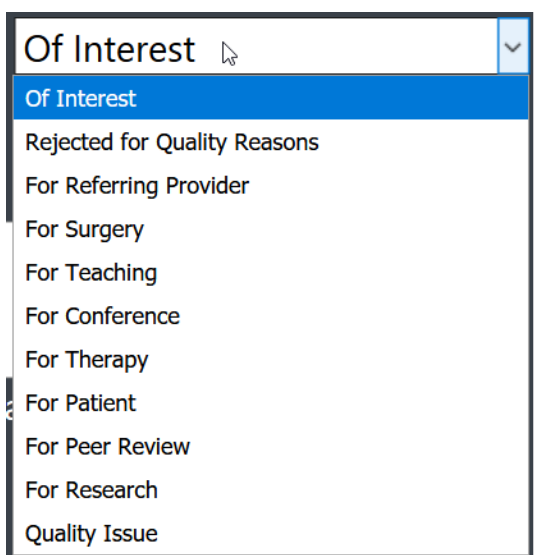 Of Interest
Of Interest
Rejected for Quality Reasons
For Referring Provider
For Surgery
For Teaching
For Conference
For Therapy
For Patient
For Peer Review
For Research
Quality Issue